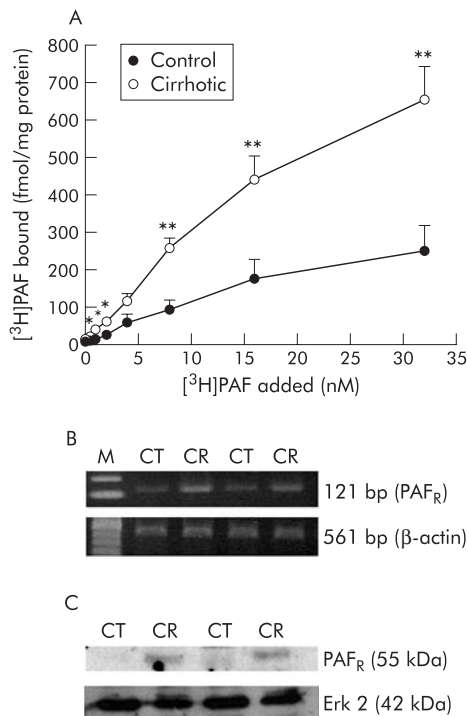 A
800
700
600
500
400
300
200
100
0
[³H]PAF bound (fmol/mg protein)
Control
Cirrhotic
* * * ** ** **
0 5 10 15 20 25 30 35
[³H]PAF added (nM)
B
M CT CR CT CR
121 bp (PAF_R)
561 bp (β-actin)
C
CT CR CT CR
PAF_R (55 kDa)
Erk 2 (42 kDa)